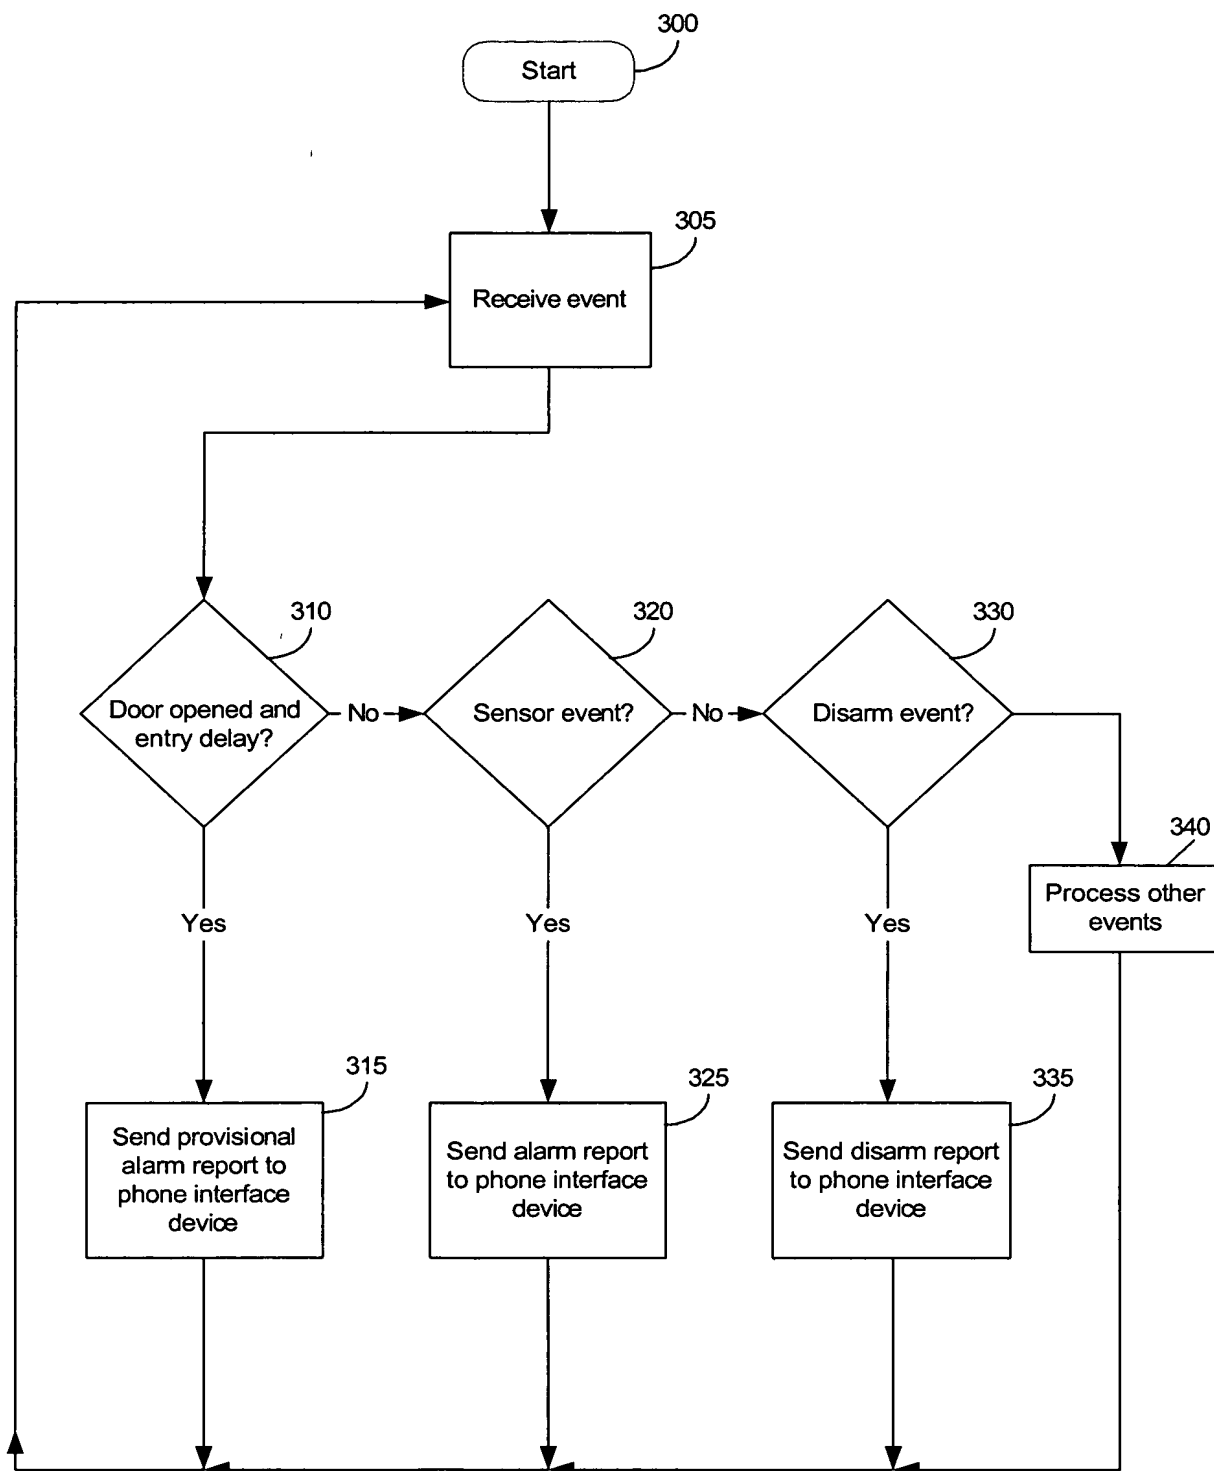 300
Start
305
Receive event
310
320
330
Door opened and
entry delay?
No
Sensor event?
No
Disarm event?
340
Process other
events
Yes
Yes
Yes
315
325
335
Send provisional
alarm report to
phone interface
device
Send alarm report
to phone interface
device
Send disarm report
to phone interface
device